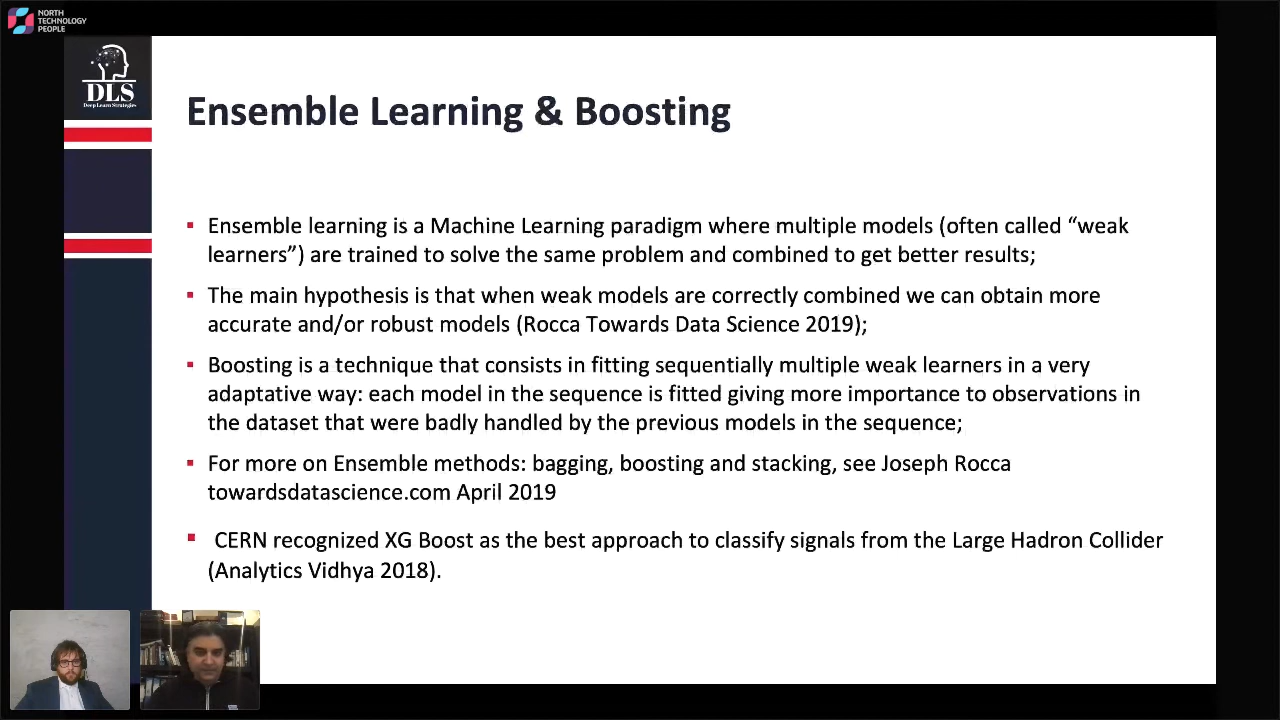 NORTH
TECHNOLOGY
PEOPLE
DLS
Deep Learn Strategies
Ensemble Learning & Boosting
▪ Ensemble learning is a Machine Learning paradigm where multiple models (often called “weak
learners”) are trained to solve the same problem and combined to get better results;
▪ The main hypothesis is that when weak models are correctly combined we can obtain more
accurate and/or robust models (Rocca Towards Data Science 2019);
▪ Boosting is a technique that consists in fitting sequentially multiple weak learners in a very
adaptative way: each model in the sequence is fitted giving more importance to observations in
the dataset that were badly handled by the previous models in the sequence;
▪ For more on Ensemble methods: bagging, boosting and stacking, see Joseph Rocca
towardsdatascience.com April 2019
▪ CERN recognized XG Boost as the best approach to classify signals from the Large Hadron Collider
(Analytics Vidhya 2018).